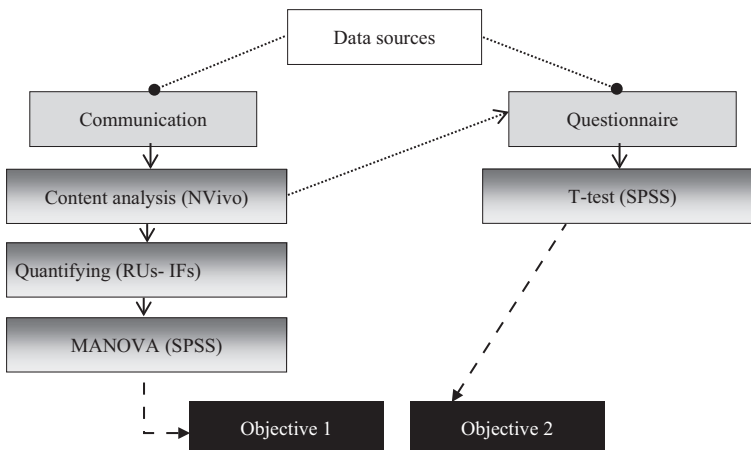 Data sources
Communication
Questionnaire
Content analysis (NVivo)
T-test (SPSS)
Quantifying (RUs- IFs)
MANOVA (SPSS)
Objective 1
Objective 2